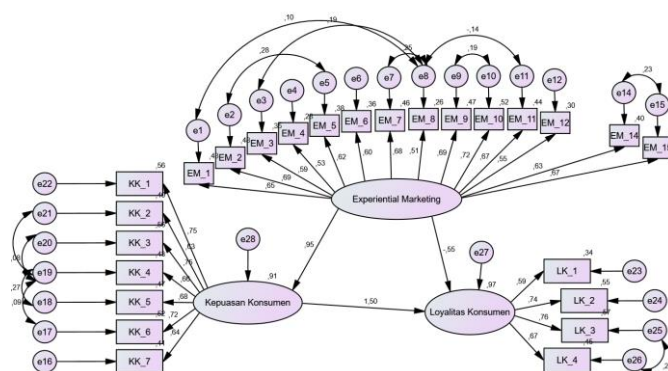 ,10
,19
-,14
,28
,25
,19
,23
e1
e2
e3
e4
e5
e6
e7
e8
e9
e10
e11
e12
e14
e15
,38
,36
,46
,26
,47
,52
,44
,30
,40
EM_1
EM_2
EM_3
EM_4
EM_5
EM_6
EM_7
EM_8
EM_9
EM_10
EM_11
EM_12
EM_14
,65
,69
,59
,53
,62
,60
,68
,51
,69
,72
,67
,55
,63
,67
Experiential Marketing
e22
KK_1
,56
e21
KK_2
e20
KK_3
e19
KK_4
e18
KK_5
e17
KK_6
e16
KK_7
,27
,09
,75
,63
,75
,68
,72
,64
e28
,91
Kepuasan Konsumen
,95
-,55
1,50
e27
,97
Loyalitas Konsumen
,59
,74
,76
,67
LK_1
,34
e23
LK_2
,55
e24
LK_3
e25
LK_4
e26